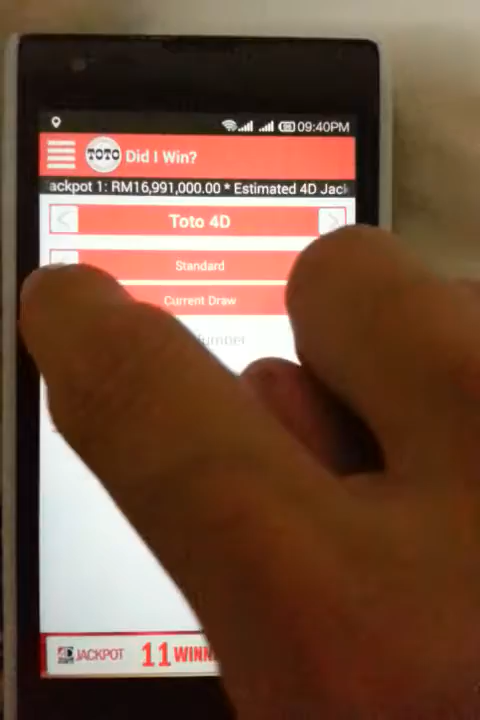 09:40PM
TOTO Did I Win?
ackpot 1: RM16,991,000.00 * Estimated 4D Jack
Toto 4D
Standard
Current Draw
Number
JACKPOT 11 WINN